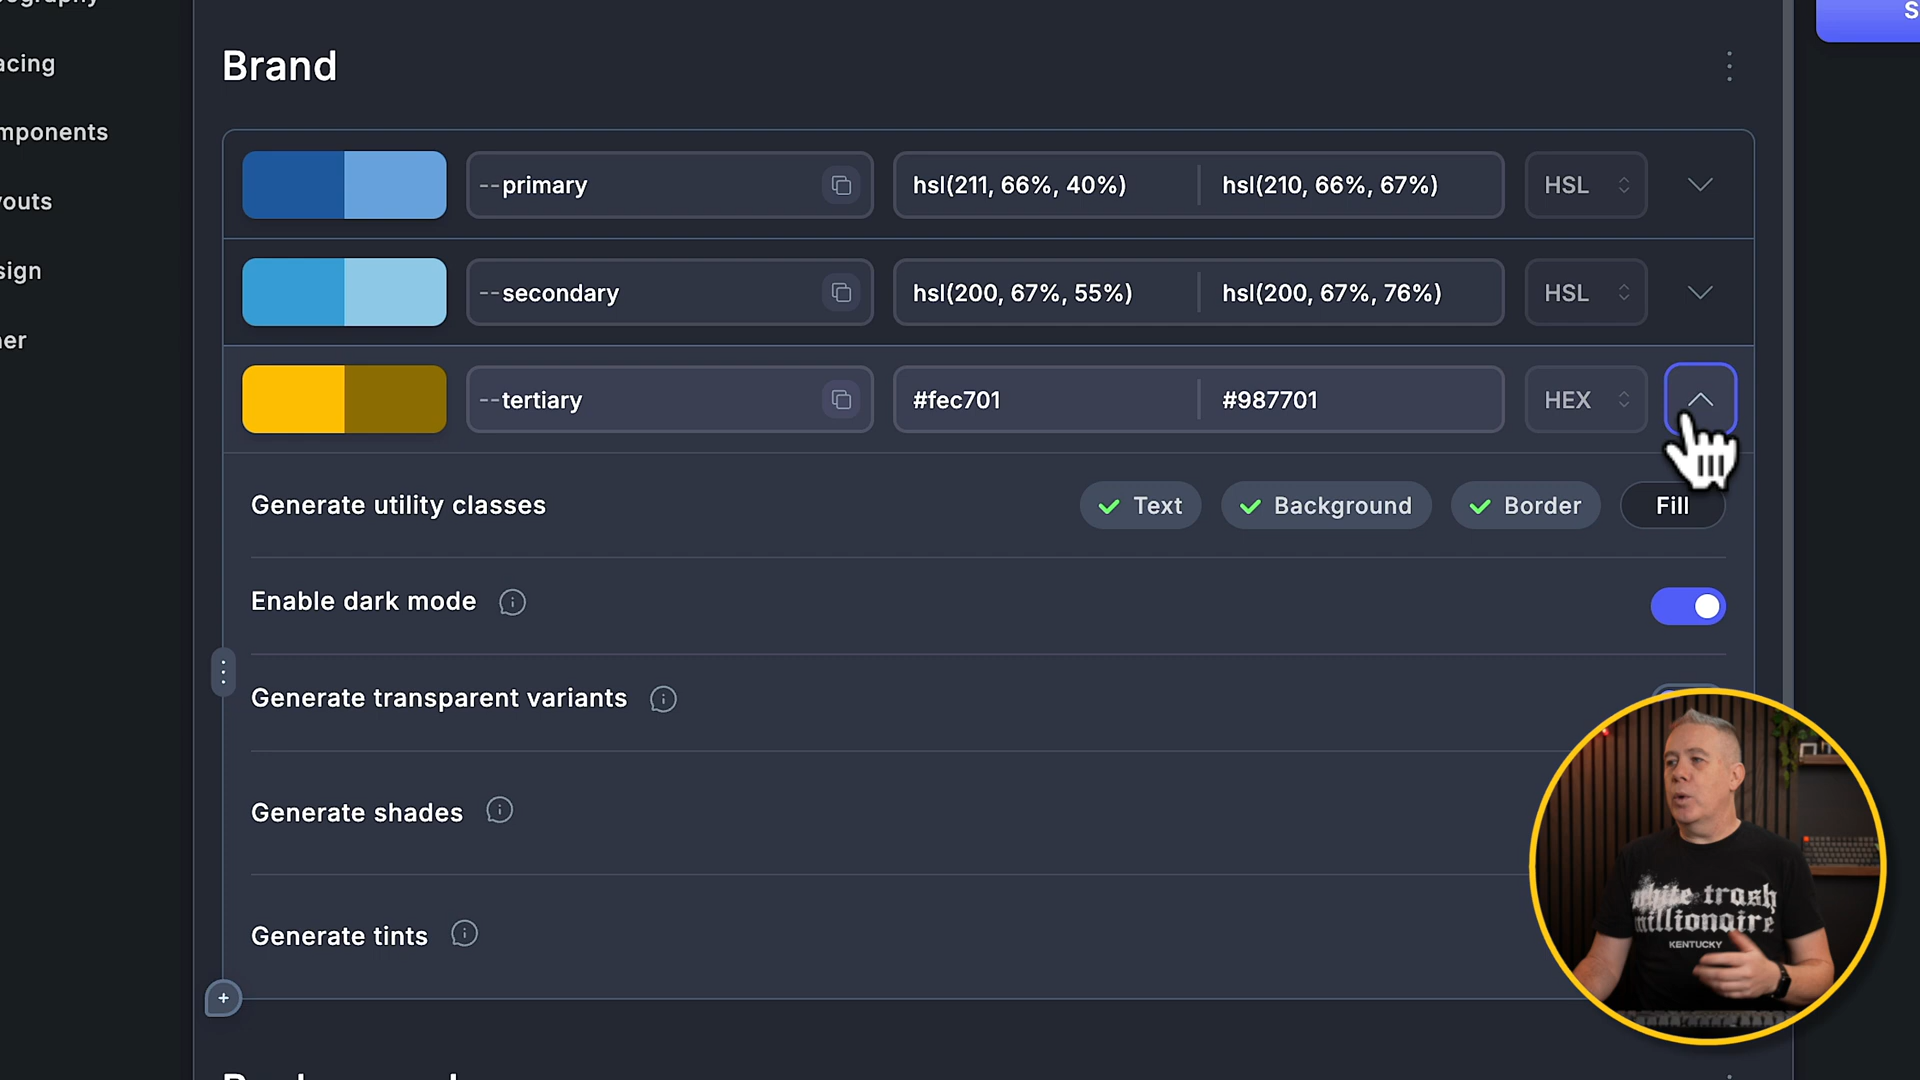 acing
mponents
youts
sign
ner
S
Brand
--primary
hsl(211, 66%, 40%)
hsl(210, 66%, 67%)
HSL
--secondary
hsl(200, 67%, 55%)
hsl(200, 67%, 76%)
HSL
--tertiary
#fec701
#987701
HEX
Generate utility classes
Text
Background
Border
Fill
Enable dark mode
Generate transparent variants
Generate shades
Generate tints
white trash
millionaire
KENTUCKY